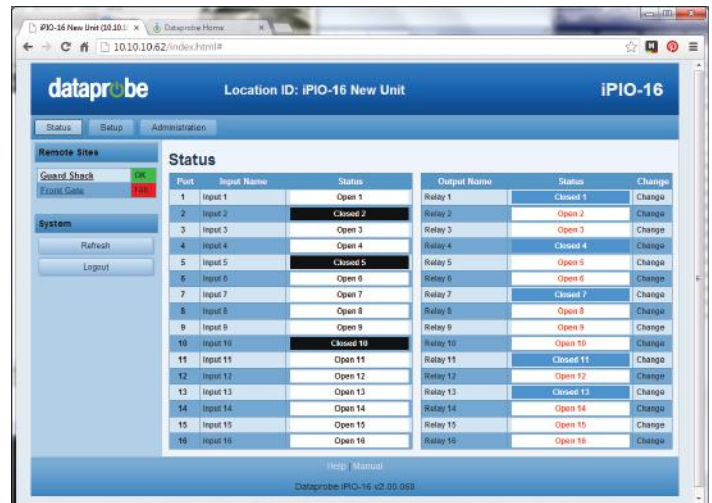 iPIO-16 New Unit (10.10.1
Dataprobe Home
10.10.10.62/index.html#
dataprobe
Location ID: iPIO-16 New Unit
iPIO-16
Status Setup Administration
Remote Sites
Guard Shack OK
Front Gate FAIL
System
Refresh
Logout
Status
Port Input Name Status Output Name Status Change
1 Input 1 Open 1 Relay 1 Closed 1 Change
2 Input 2 Closed 2 Relay 2 Open 2 Change
3 Input 3 Open 3 Relay 3 Open 3 Change
4 Input 4 Open 4 Relay 4 Closed 4 Change
5 Input 5 Closed 5 Relay 5 Open 5 Change
6 Input 6 Open 6 Relay 6 Open 6 Change
7 Input 7 Open 7 Relay 7 Closed 7 Change
8 Input 8 Open 8 Relay 8 Open 8 Change
9 Input 9 Open 9 Relay 9 Open 9 Change
10 Input 10 Closed 10 Relay 10 Open 10 Change
11 Input 11 Open 11 Relay 11 Closed 11 Change
12 Input 12 Open 12 Relay 12 Open 12 Change
13 Input 13 Open 13 Relay 13 Closed 13 Change
14 Input 14 Open 14 Relay 14 Open 14 Change
15 Input 15 Open 15 Relay 15 Open 15 Change
16 Input 16 Open 16 Relay 16 Open 16 Change
Help | Manual
Dataprobe iPIO-16 v2.00.068